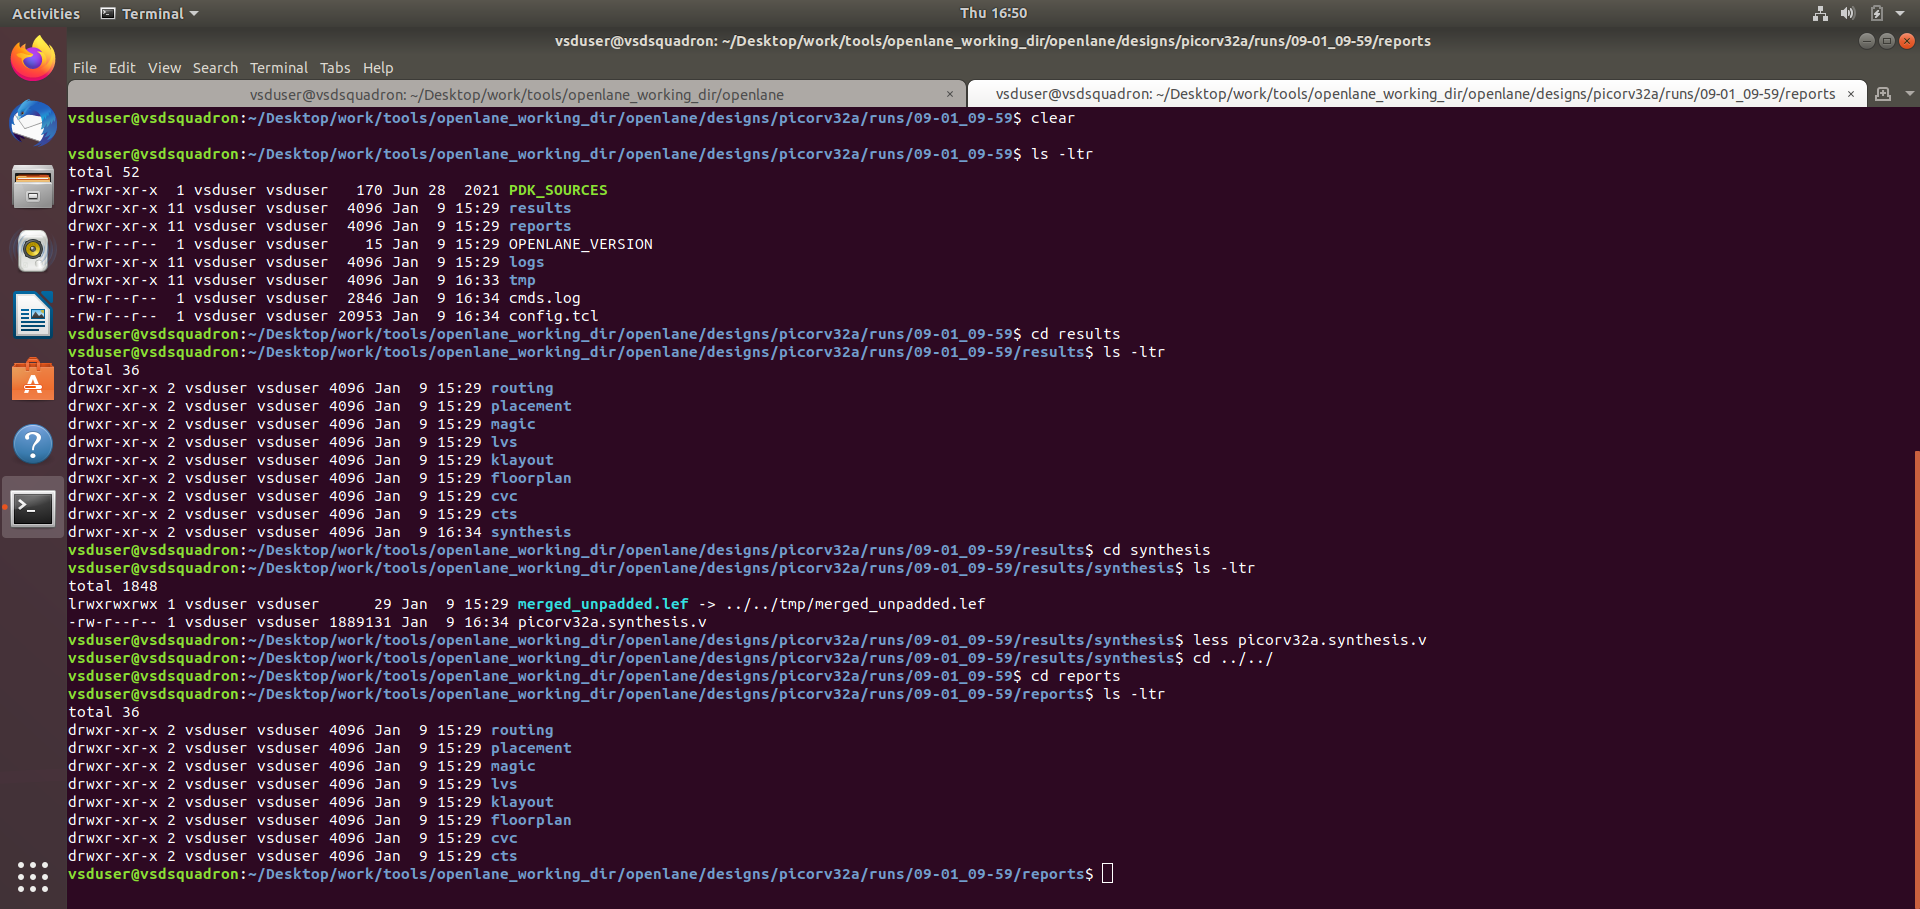 Activities Terminal Thu 16:50
vsduser@vsdsquadron: ~/Desktop/work/tools/openlane_working_dir/openlane/designs/picorv32a/runs/09-01_09-59/reports
File Edit View Search Terminal Tabs Help
vsduser@vsdsquadron: ~/Desktop/work/tools/openlane_working_dir/openlane × vsduser@vsdsquadron: ~/Desktop/work/tools/openlane_working_dir/openlane/designs/picorv32a/runs/09-01_09-59/reports ×
vsduser@vsdsquadron:~/Desktop/work/tools/openlane_working_dir/openlane/designs/picorv32a/runs/09-01_09-59$ clear
vsduser@vsdsquadron:~/Desktop/work/tools/openlane_working_dir/openlane/designs/picorv32a/runs/09-01_09-59$ ls -ltr
total 52
-rwxr-xr-x  1 vsduser vsduser   170 Jun 28  2021 PDK_SOURCES
drwxr-xr-x 11 vsduser vsduser  4096 Jan  9 15:29 results
drwxr-xr-x 11 vsduser vsduser  4096 Jan  9 15:29 reports
-rw-r--r--  1 vsduser vsduser    15 Jan  9 15:29 OPENLANE_VERSION
drwxr-xr-x 11 vsduser vsduser  4096 Jan  9 15:29 logs
drwxr-xr-x 11 vsduser vsduser  4096 Jan  9 16:33 tmp
-rw-r--r--  1 vsduser vsduser  2846 Jan  9 16:34 cmds.log
-rw-r--r--  1 vsduser vsduser 20953 Jan  9 16:34 config.tcl
vsduser@vsdsquadron:~/Desktop/work/tools/openlane_working_dir/openlane/designs/picorv32a/runs/09-01_09-59$ cd results
vsduser@vsdsquadron:~/Desktop/work/tools/openlane_working_dir/openlane/designs/picorv32a/runs/09-01_09-59/results$ ls -ltr
total 36
drwxr-xr-x 2 vsduser vsduser 4096 Jan  9 15:29 routing
drwxr-xr-x 2 vsduser vsduser 4096 Jan  9 15:29 placement
drwxr-xr-x 2 vsduser vsduser 4096 Jan  9 15:29 magic
drwxr-xr-x 2 vsduser vsduser 4096 Jan  9 15:29 lvs
drwxr-xr-x 2 vsduser vsduser 4096 Jan  9 15:29 klayout
drwxr-xr-x 2 vsduser vsduser 4096 Jan  9 15:29 floorplan
drwxr-xr-x 2 vsduser vsduser 4096 Jan  9 15:29 cvc
drwxr-xr-x 2 vsduser vsduser 4096 Jan  9 15:29 cts
drwxr-xr-x 2 vsduser vsduser 4096 Jan  9 16:34 synthesis
vsduser@vsdsquadron:~/Desktop/work/tools/openlane_working_dir/openlane/designs/picorv32a/runs/09-01_09-59/results$ cd synthesis
vsduser@vsdsquadron:~/Desktop/work/tools/openlane_working_dir/openlane/designs/picorv32a/runs/09-01_09-59/results/synthesis$ ls -ltr
total 1848
lrwxrwxrwx 1 vsduser vsduser      29 Jan  9 15:29 merged_unpadded.lef -> ../../tmp/merged_unpadded.lef
-rw-r--r-- 1 vsduser vsduser 1889131 Jan  9 16:34 picorv32a.synthesis.v
vsduser@vsdsquadron:~/Desktop/work/tools/openlane_working_dir/openlane/designs/picorv32a/runs/09-01_09-59/results/synthesis$ less picorv32a.synthesis.v
vsduser@vsdsquadron:~/Desktop/work/tools/openlane_working_dir/openlane/designs/picorv32a/runs/09-01_09-59/results/synthesis$ cd ../../
vsduser@vsdsquadron:~/Desktop/work/tools/openlane_working_dir/openlane/designs/picorv32a/runs/09-01_09-59$ cd reports
vsduser@vsdsquadron:~/Desktop/work/tools/openlane_working_dir/openlane/designs/picorv32a/runs/09-01_09-59/reports$ ls -ltr
total 36
drwxr-xr-x 2 vsduser vsduser 4096 Jan  9 15:29 routing
drwxr-xr-x 2 vsduser vsduser 4096 Jan  9 15:29 placement
drwxr-xr-x 2 vsduser vsduser 4096 Jan  9 15:29 magic
drwxr-xr-x 2 vsduser vsduser 4096 Jan  9 15:29 lvs
drwxr-xr-x 2 vsduser vsduser 4096 Jan  9 15:29 klayout
drwxr-xr-x 2 vsduser vsduser 4096 Jan  9 15:29 floorplan
drwxr-xr-x 2 vsduser vsduser 4096 Jan  9 15:29 cvc
drwxr-xr-x 2 vsduser vsduser 4096 Jan  9 15:29 cts
vsduser@vsdsquadron:~/Desktop/work/tools/openlane_working_dir/openlane/designs/picorv32a/runs/09-01_09-59/reports$